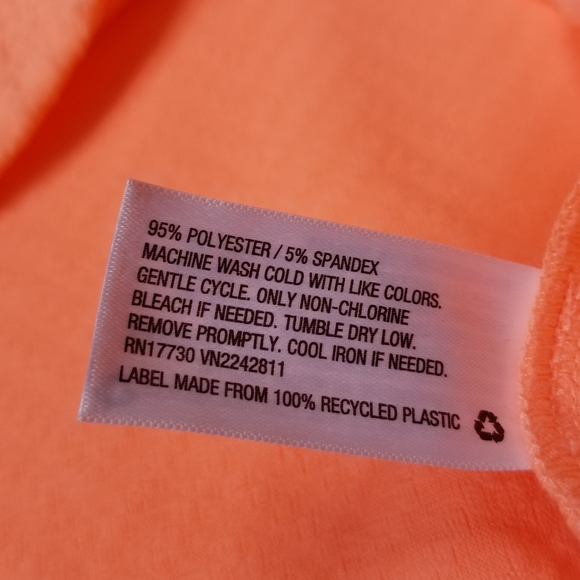 95% POLYESTER / 5% SPANDEX
MACHINE WASH COLD WITH LIKE COLORS.
GENTLE CYCLE. ONLY NON-CHLORINE
BLEACH IF NEEDED. TUMBLE DRY LOW.
REMOVE PROMPTLY. COOL IRON IF NEEDED.
RN17730 VN2242811
LABEL MADE FROM 100% RECYCLED PLASTIC